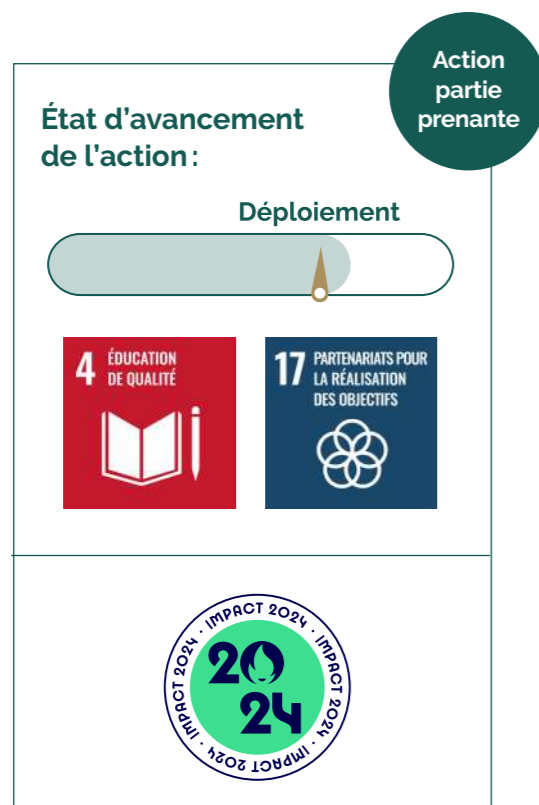 Action
partie
prenante
État d’avancement
de l’action :
Déploiement
4 ÉDUCATION
DE QUALITÉ
17 PARTENARIATS POUR
LA RÉALISATION
DES OBJECTIFS
IMPACT 2024 · IMPACT 2024 · IMPACT 2024 · IMPACT 2024 ·
20
24